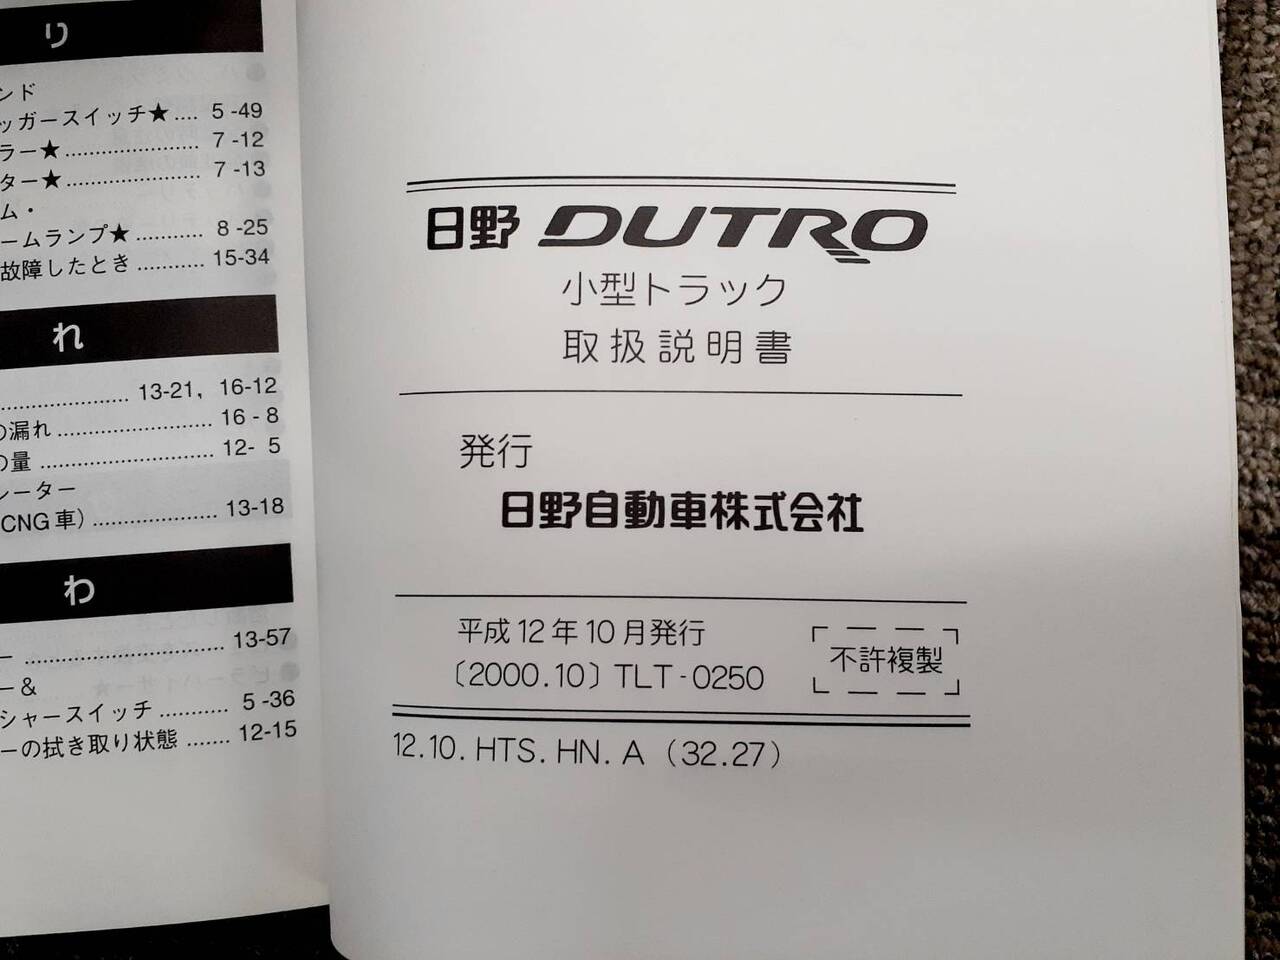 り
ンド
ッガースイッチ★.... 5 -49
ラー★.................... 7 -12
ター★.................... 7 -13
ム・
ームランプ★........... 8 -25
故障したとき........... 15-34
れ
.................... 13-21, 16-12
の漏れ....................... 16 - 8
の量.......................... 12- 5
レーター
CNG車).................. 13-18
わ
ー.............................. 13-57
ー&
シャースイッチ........... 5 -36
ーの拭き取り状態....... 12-15
日野 DUTRO
小型トラック
取扱説明書
発行
日野自動車株式会社
平成12年10月発行
〔2000.10〕TLT-0250
不許複製
12.10. HTS. HN. A (32.27)